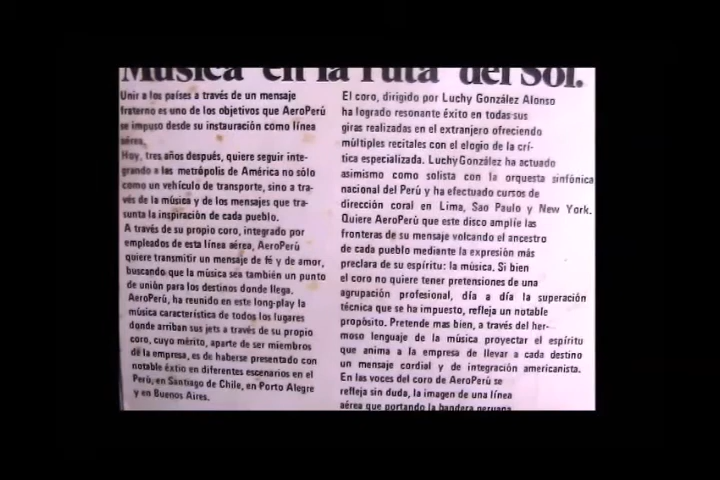 Música en la ruta del Sol.
Unir a los países a través de un mensaje
fraterno es uno de los objetivos que AeroPerú
se impuso desde su instauración como línea
aérea.
Hoy, tres años después, quiere seguir inte-
grando a las metrópolis de América no sólo
como un vehículo de transporte, sino a tra-
vés de la música y de los mensajes que tra-
sunta la inspiración de cada pueblo.
A través de su propio coro, integrado por
empleados de esta línea aérea, AeroPerú
quiere transmitir un mensaje de fé y de amor,
buscando que la música sea también un punto
de unión para los destinos donde llega.
AeroPerú, ha reunido en este long-play la
música característica de todos los lugares
donde arriban sus jets a través de su propio
coro, cuyo mérito, aparte de ser miembros
de la empresa, es de haberse presentado con
notable éxtio en diferentes escenarios en el
Perú, en Santiago de Chile, en Porto Alegre
y en Buenos Aires.
El coro, dirigido por Luchy González Alonso
ha logrado resonante éxito en todas sus
giras realizadas en el extranjero ofreciendo
múltiples recitales con el elogio de la crí-
tica especializada. Luchy González ha actuado
asimismo como solista con la orquesta sinfónica
nacional del Perú y ha efectuado cursos de
dirección coral en Lima, Sao Paulo y New York.
Quiere AeroPerú que este disco amplíe las
fronteras de su mensaje volcando el ancestro
de cada pueblo mediante la expresión más
preclara de su espíritu: la música. Si bien
el coro no quiere tener pretensiones de una
agrupación profesional, día a día la superación
técnica que se ha impuesto, refleja un notable
propósito. Pretende mas bien, a través del her-
moso lenguaje de la música proyectar el espíritu
que anima a la empresa de llevar a cada destino
un mensaje cordial y de integración americanista.
En las voces del coro de AeroPerú se
refleja sin duda, la imagen de una línea
aérea que portando la bandera peruana